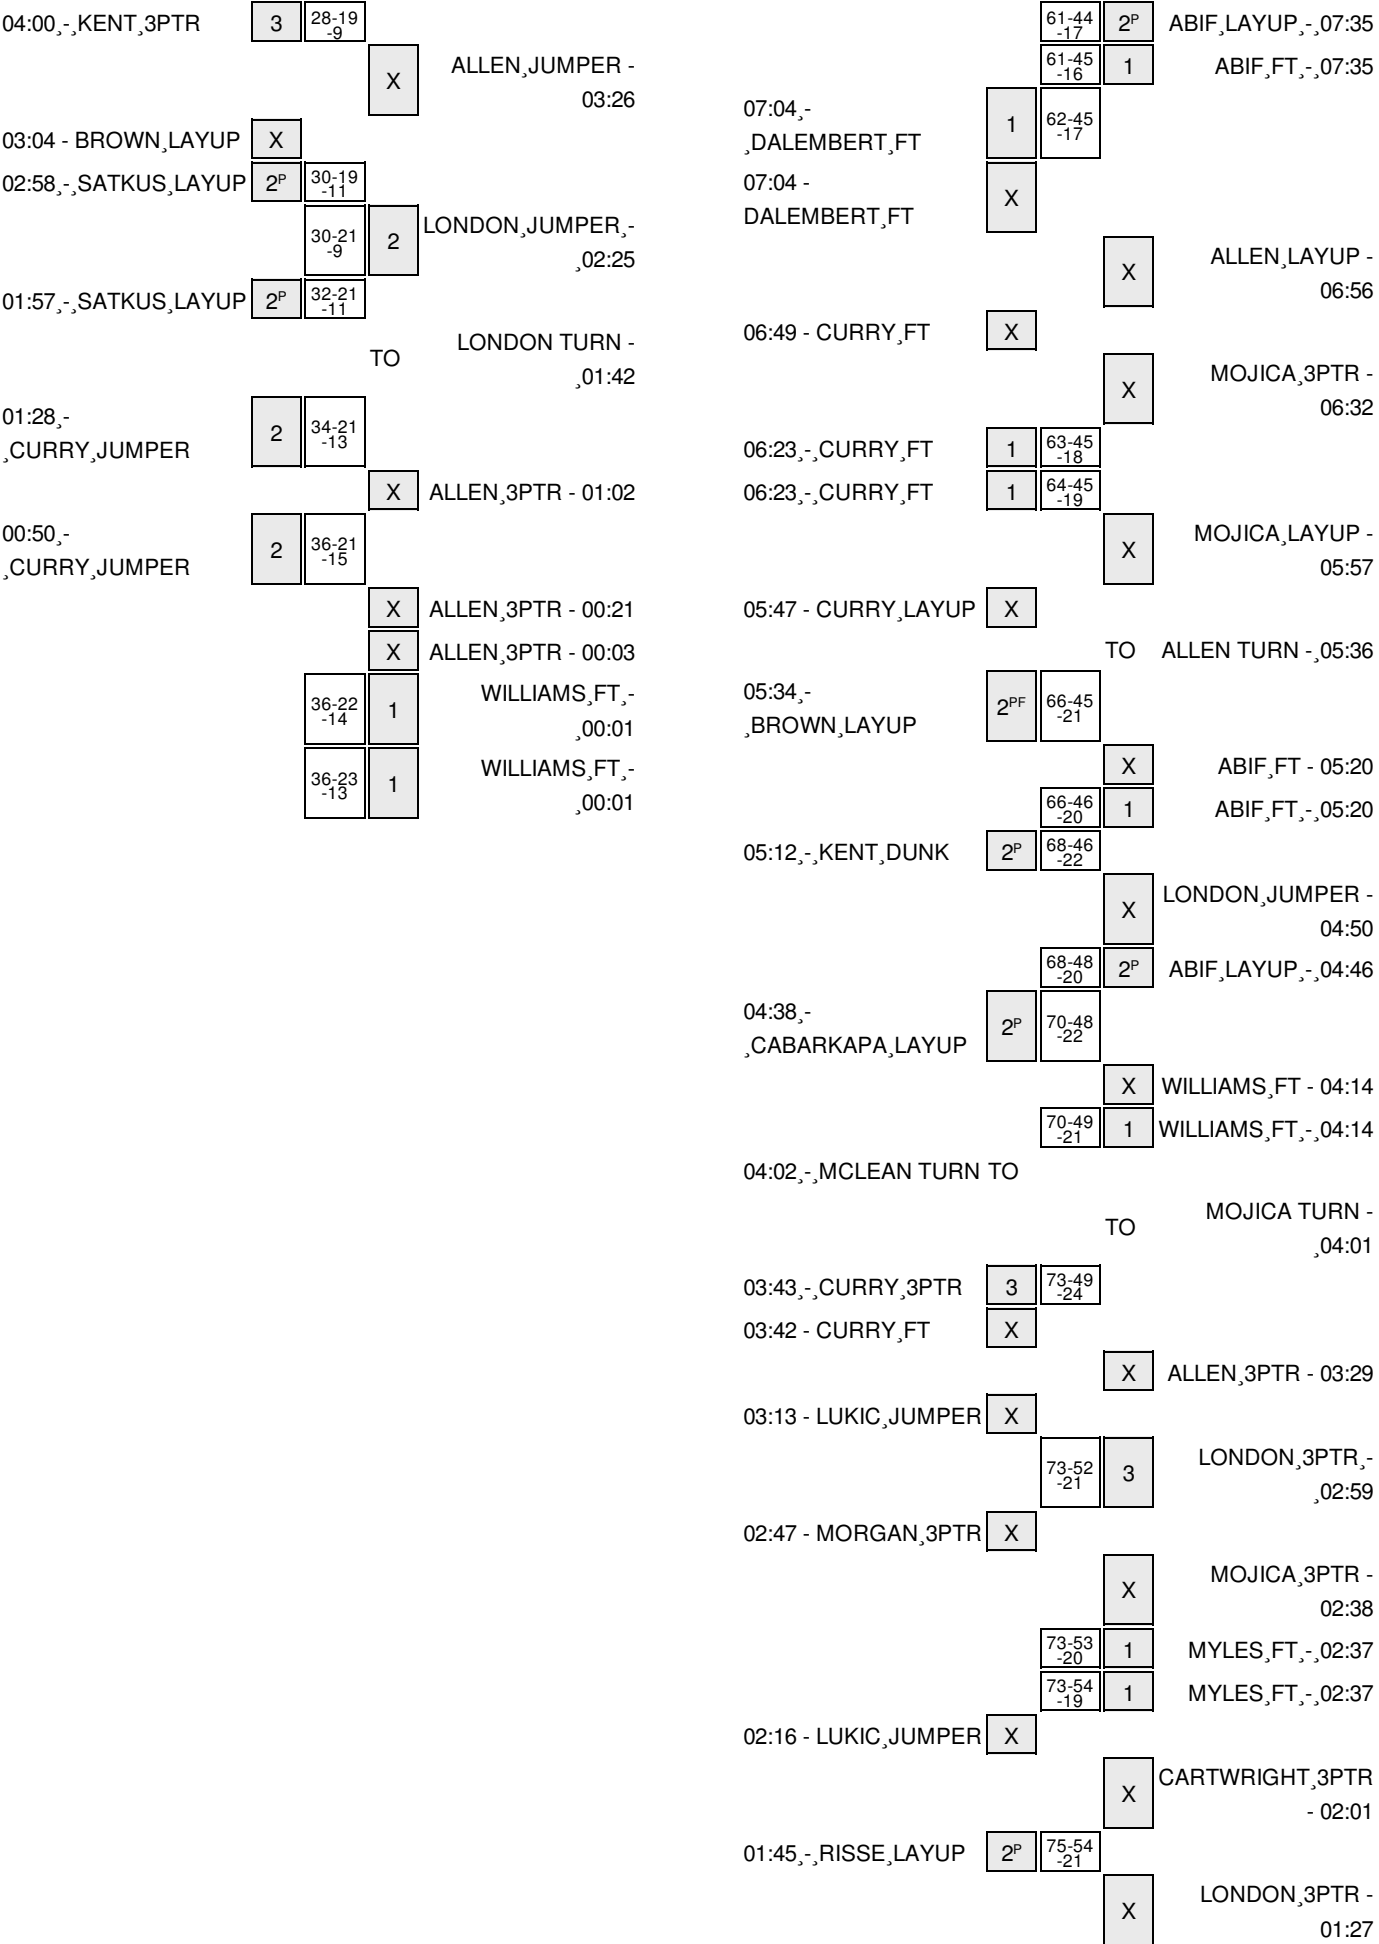 04:00¸-¸KENT¸3PTR 3 28-19
-9
X ALLEN¸JUMPER -
03:26
03:04 - BROWN¸LAYUP X
02:58¸-¸SATKUS¸LAYUP 2P 30-19
-11
30-21
-9 2 LONDON¸JUMPER¸-
¸02:25
01:57¸-¸SATKUS¸LAYUP 2P 32-21
-11
TO LONDON TURN -
¸01:42
01:28¸-
¸CURRY¸JUMPER 2 34-21
-13
X ALLEN¸3PTR - 01:02
00:50¸-
¸CURRY¸JUMPER 2 36-21
-15
X ALLEN¸3PTR - 00:21
X ALLEN¸3PTR - 00:03
36-22
-14 1 WILLIAMS¸FT¸-
¸00:01
36-23
-13 1 WILLIAMS¸FT¸-
¸00:01
61-44
-17 2P ABIF¸LAYUP¸-¸07:35
61-45
-16 1 ABIF¸FT¸-¸07:35
07:04¸-
¸DALEMBERT¸FT 1 62-45
-17
07:04 -
DALEMBERT¸FT X
X ALLEN¸LAYUP -
06:56
06:49 - CURRY¸FT X
X MOJICA¸3PTR -
06:32
06:23¸-¸CURRY¸FT 1 63-45
-18
06:23¸-¸CURRY¸FT 1 64-45
-19
X MOJICA¸LAYUP -
05:57
05:47 - CURRY¸LAYUP X
TO ALLEN TURN -¸05:36
05:34¸-
¸BROWN¸LAYUP 2PF 66-45
-21
X ABIF¸FT - 05:20
66-46
-20 1 ABIF¸FT¸-¸05:20
05:12¸-¸KENT¸DUNK 2P 68-46
-22
X LONDON¸JUMPER -
04:50
68-48
-20 2P ABIF¸LAYUP¸-¸04:46
04:38¸-
¸CABARKAPA¸LAYUP 2P 70-48
-22
X WILLIAMS¸FT - 04:14
70-49
-21 1 WILLIAMS¸FT¸-¸04:14
04:02¸-¸MCLEAN TURN TO
TO MOJICA TURN -
¸04:01
03:43¸-¸CURRY¸3PTR 3 73-49
-24
03:42 - CURRY¸FT X
X ALLEN¸3PTR - 03:29
03:13 - LUKIC¸JUMPER X
73-52
-21 3 LONDON¸3PTR¸-
¸02:59
02:47 - MORGAN¸3PTR X
X MOJICA¸3PTR -
02:38
73-53
-20 1 MYLES¸FT¸-¸02:37
73-54
-19 1 MYLES¸FT¸-¸02:37
02:16 - LUKIC¸JUMPER X
X CARTWRIGHT¸3PTR
- 02:01
01:45¸-¸RISSE¸LAYUP 2P 75-54
-21
X LONDON¸3PTR -
01:27